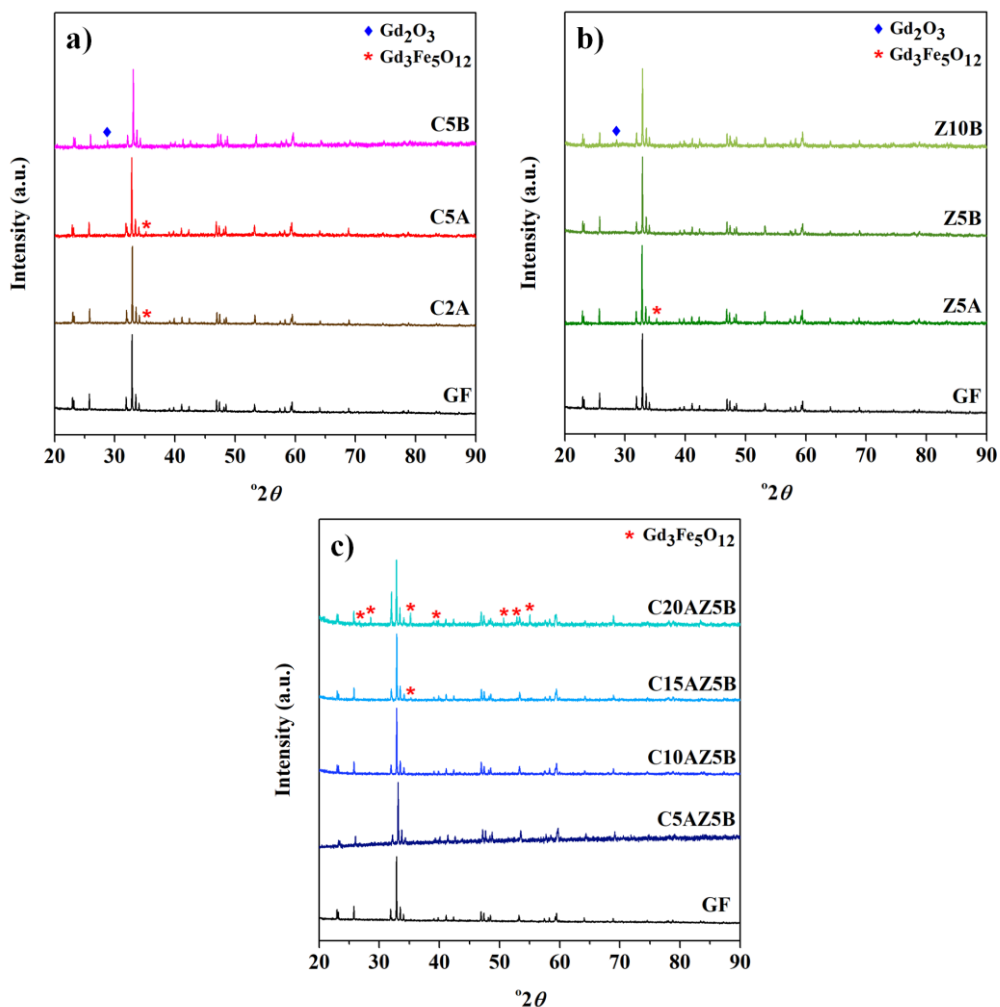 a)
♦ Gd₂O₃
* Gd₃Fe₅O₁₂
C5B
C5A
C2A
GF
Intensity (a.u.)
20 30 40 50 60 70 80 90
°2θ
b)
♦ Gd₂O₃
* Gd₃Fe₅O₁₂
Z10B
Z5B
Z5A
GF
Intensity (a.u.)
20 30 40 50 60 70 80 90
°2θ
c)
* Gd₃Fe₅O₁₂
C20AZ5B
C15AZ5B
C10AZ5B
C5AZ5B
GF
Intensity (a.u.)
20 30 40 50 60 70 80 90
°2θ